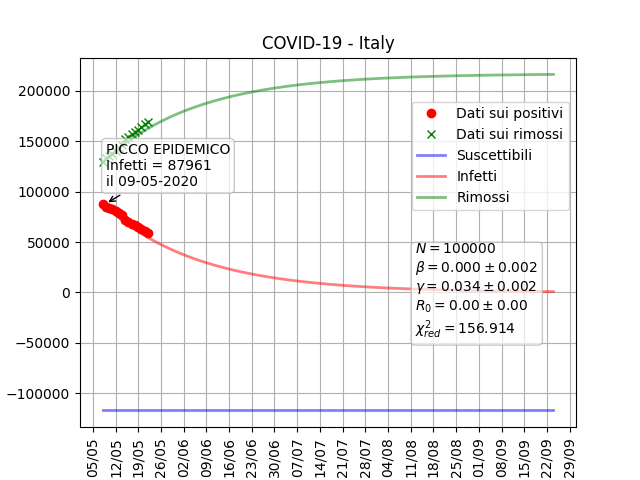 COVID-19 - Italy
200000
150000
100000
50000
0
−50000
−100000
PICCO EPIDEMICO
Infetti = 87961
il 09-05-2020
Dati sui positivi
Dati sui rimossi
Suscettibili
Infetti
Rimossi
N = 100000
β = 0.000 ± 0.002
γ = 0.034 ± 0.002
R₀ = 0.00 ± 0.00
χ²red = 156.914
05/05
12/05
19/05
26/05
02/06
09/06
16/06
23/06
30/06
07/07
14/07
21/07
28/07
04/08
11/08
18/08
25/08
01/09
08/09
15/09
22/09
29/09